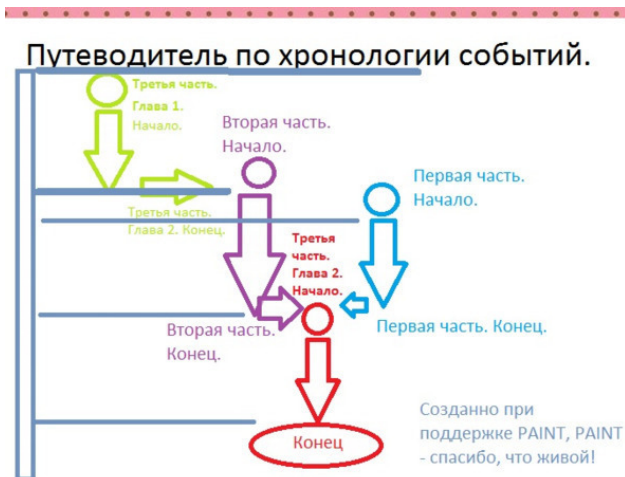 Путеводитель по хронологии событий.
Третья часть.
Глава 1.
Начало.
Вторая часть.
Начало.
Первая часть.
Начало.
Третья часть.
Глава 2. Конец.
Третья
часть.
Глава 2.
Начало.
Вторая часть.
Конец.
Первая часть. Конец.
Конец
Созданно при
поддержке PAINT, PAINT
- спасибо, что живой!